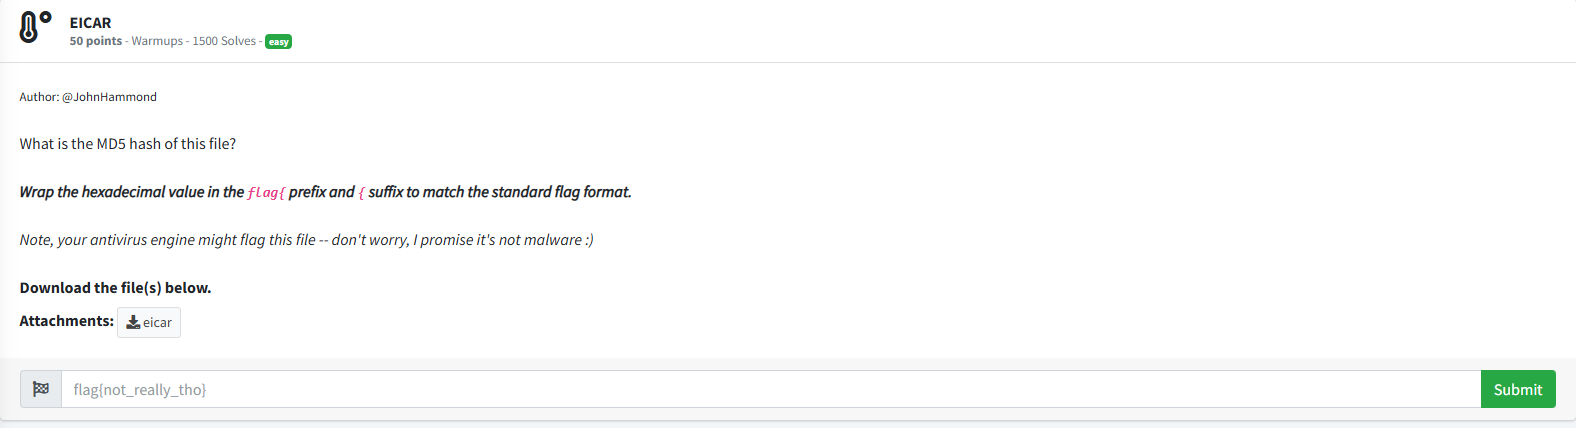 EICAR
50 points - Warmups - 1500 Solves - easy
Author: @JohnHammond
What is the MD5 hash of this file?
Wrap the hexadecimal value in the flag{ prefix and { suffix to match the standard flag format.
Note, your antivirus engine might flag this file -- don't worry, I promise it's not malware :)
Download the file(s) below.
Attachments: eicar
flag{not_really_tho} Submit